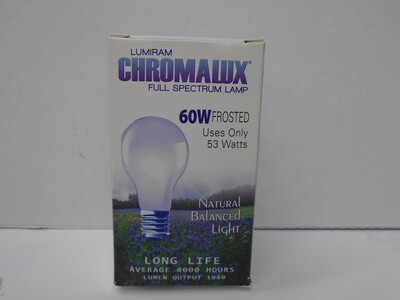 LUMIRAM
CHROMALUX®
FULL SPECTRUM LAMP
60W FROSTED
Uses Only
53 Watts
NATURAL
BALANCED
LIGHT
LONG LIFE
AVERAGE 4000 HOURS
LUMEN OUTPUT 1080